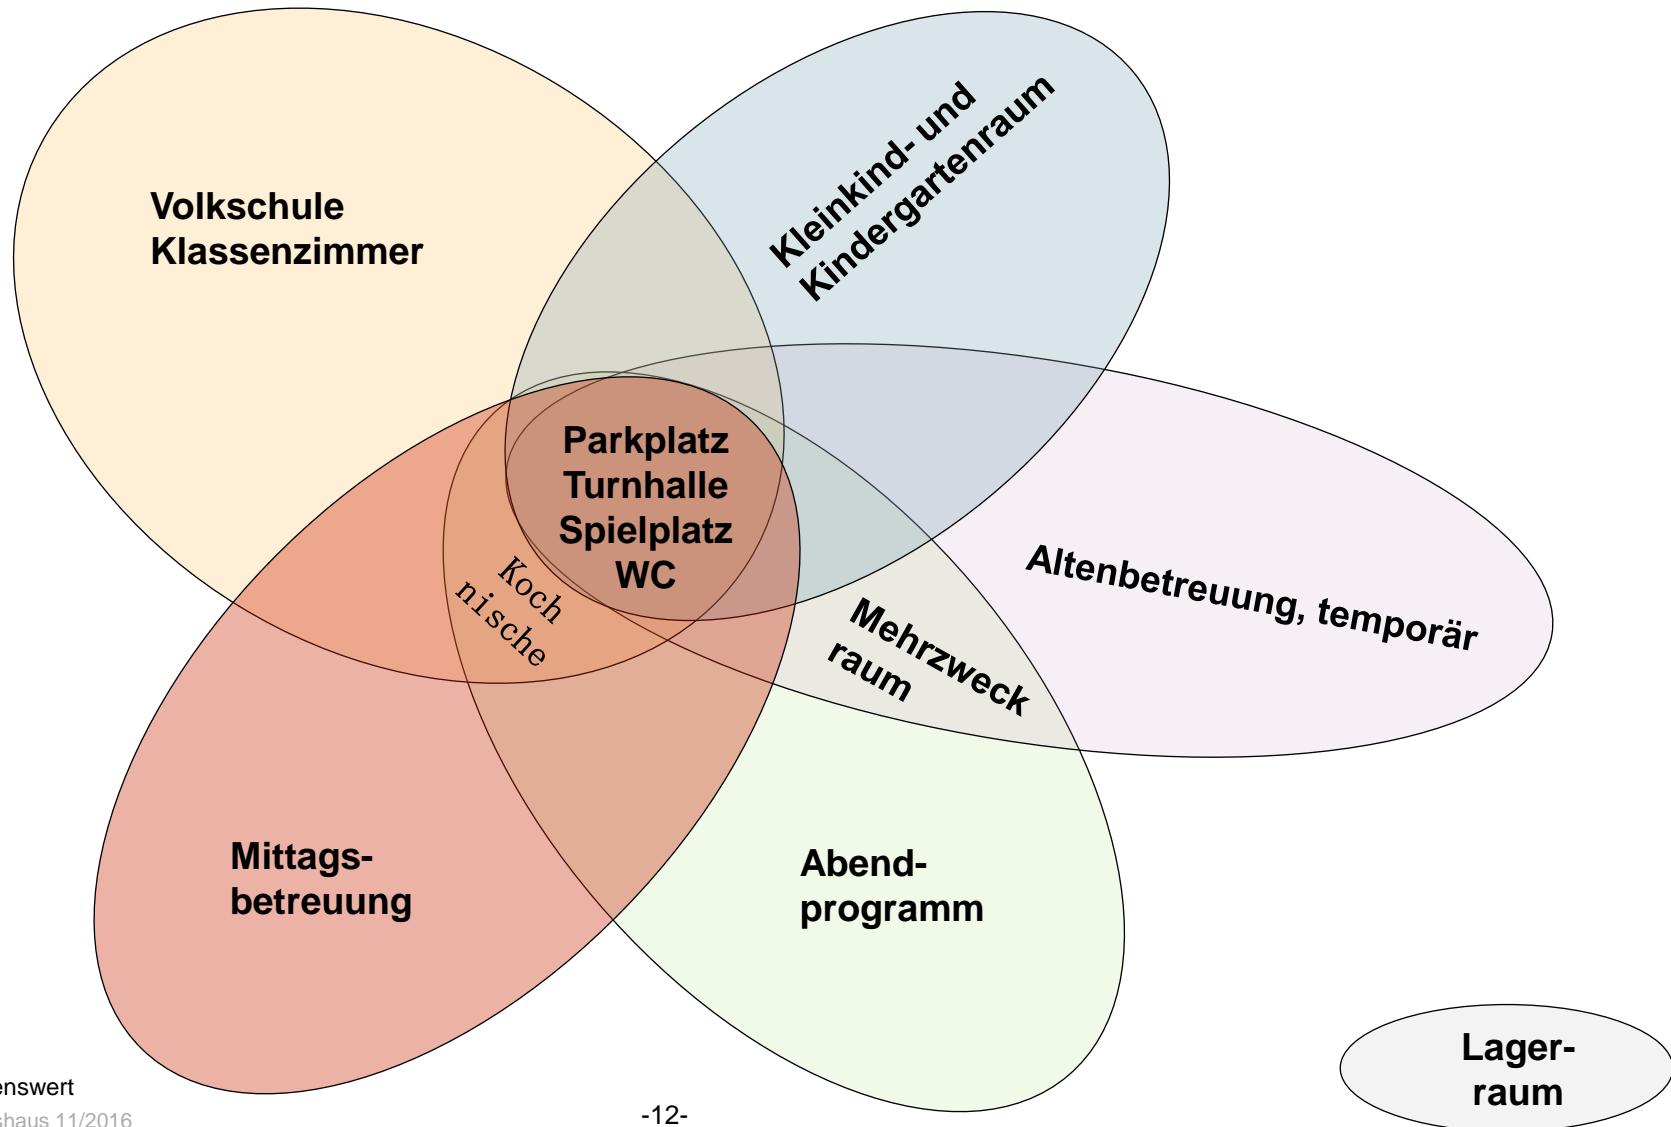 Volkschule
Klassenzimmer
Kleinkind- und
Kindergartenraum
Parkplatz
Turnhalle
Spielplatz
WC
Koch
nische
Mehrzweck
raum
Altenbetreuung, temporär
Mittags-
betreuung
Abend-
programm
Lager-
raum
enswert
shaus 11/2016
-12-